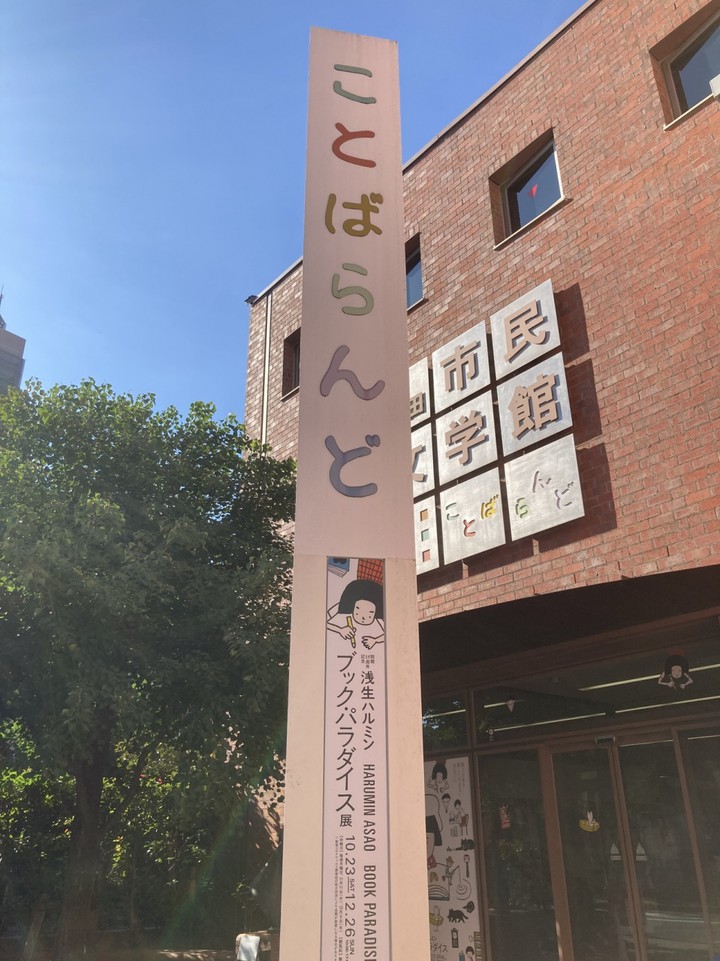 ことばらんど
市民
学館
ことばらんど
浅生ハルミン
ブック・パラダイス展
HARUMIN ASAO BOOK PARADIS
10.23 SAT
12.26 SUN